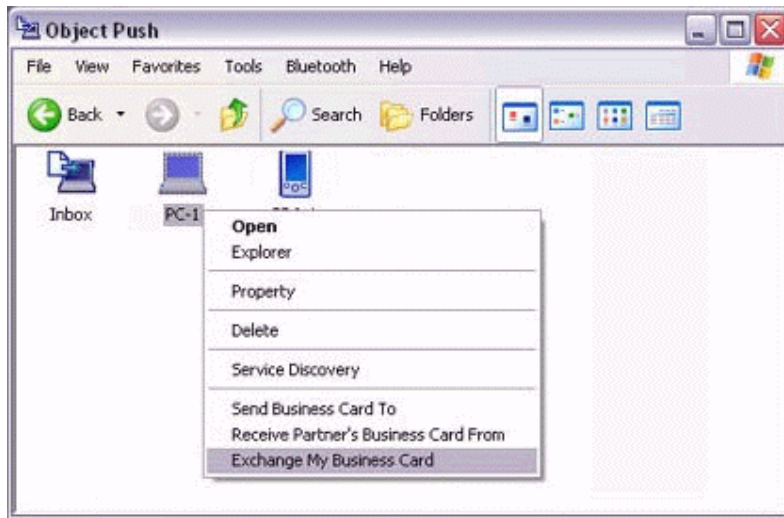 Object Push
File View Favorites Tools Bluetooth Help
Back Search Folders
Inbox PC-1
Open
Explorer
Property
Delete
Service Discovery
Send Business Card To
Receive Partner's Business Card From
Exchange My Business Card